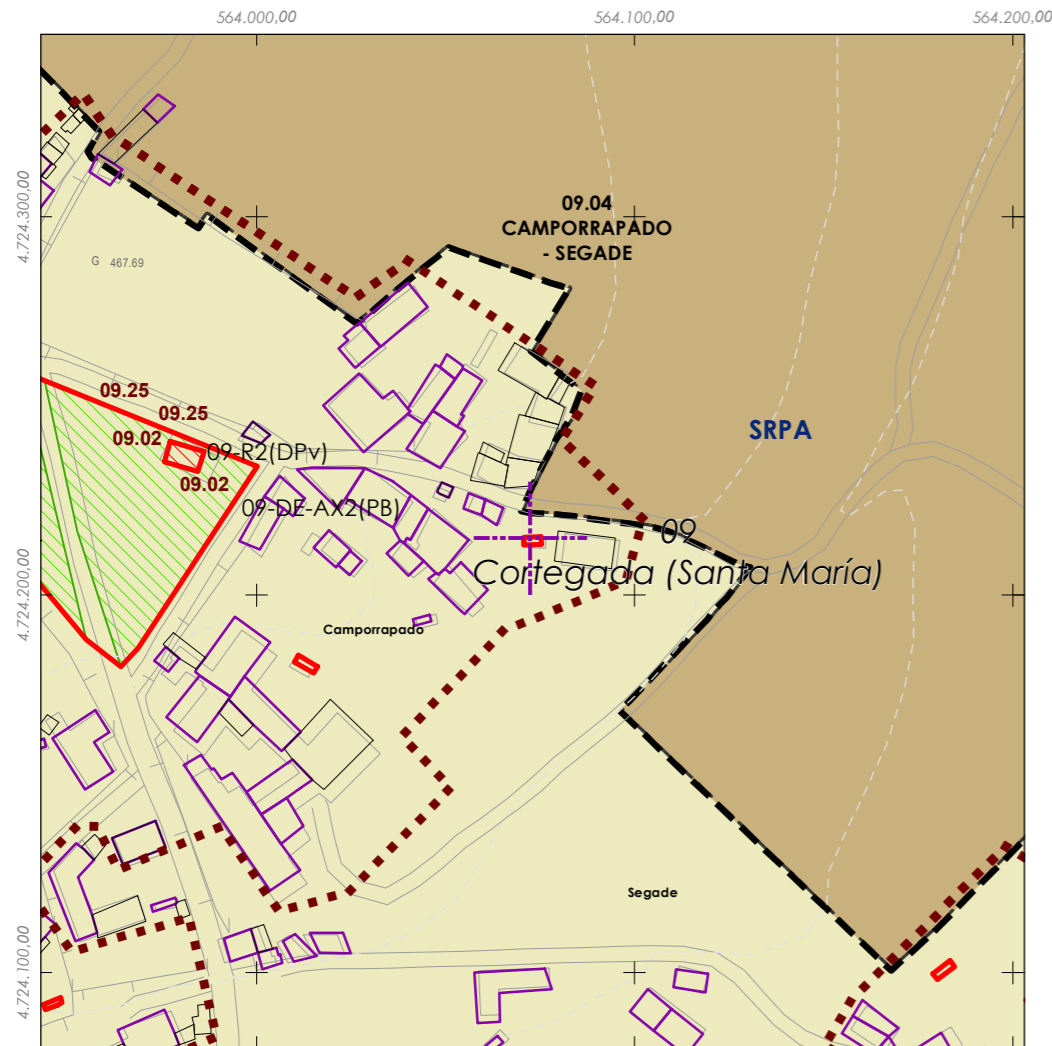 564.000,00
564.100,00
564.200,00
4.724.300,00
09.04
CAMPORRAPADO
- SEGADE
G 467.69
09.25
09.25
09.02
09.02
09-R2(DPv)
SRPA
09-DE-AX2(PB)
09
Cortegada (Santa María)
4.724.200,00
Camporrapado
Segade
4.724.100,00